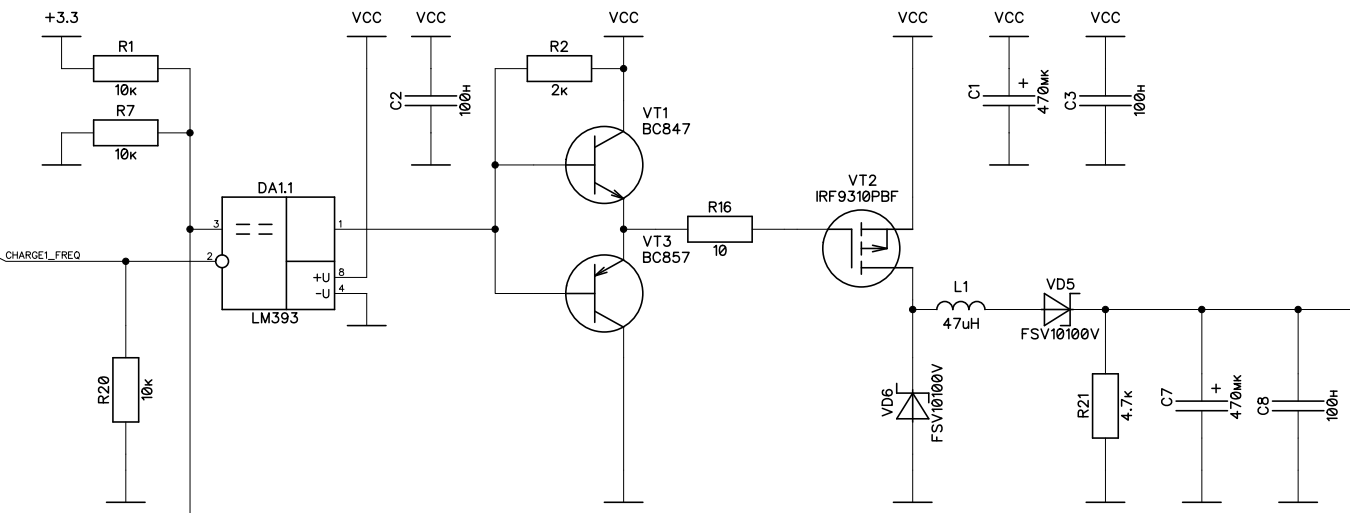 +3.3
VCC
VCC
VCC
VCC
VCC
VCC
R1
10к
R7
10к
C2
100н
R2
2к
C1
+
470мк
C3
100н
VT1
BC847
DA1.1
3
2
1
+U
8
-U
4
LM393
CHARGE1_FREQ
R20
10к
VT3
BC857
R16
10
VT2
IRF9310PBF
L1
47uH
VD5
FSV10100V
VD6
FSV10100V
R21
4.7к
C7
+
470мк
C8
100н